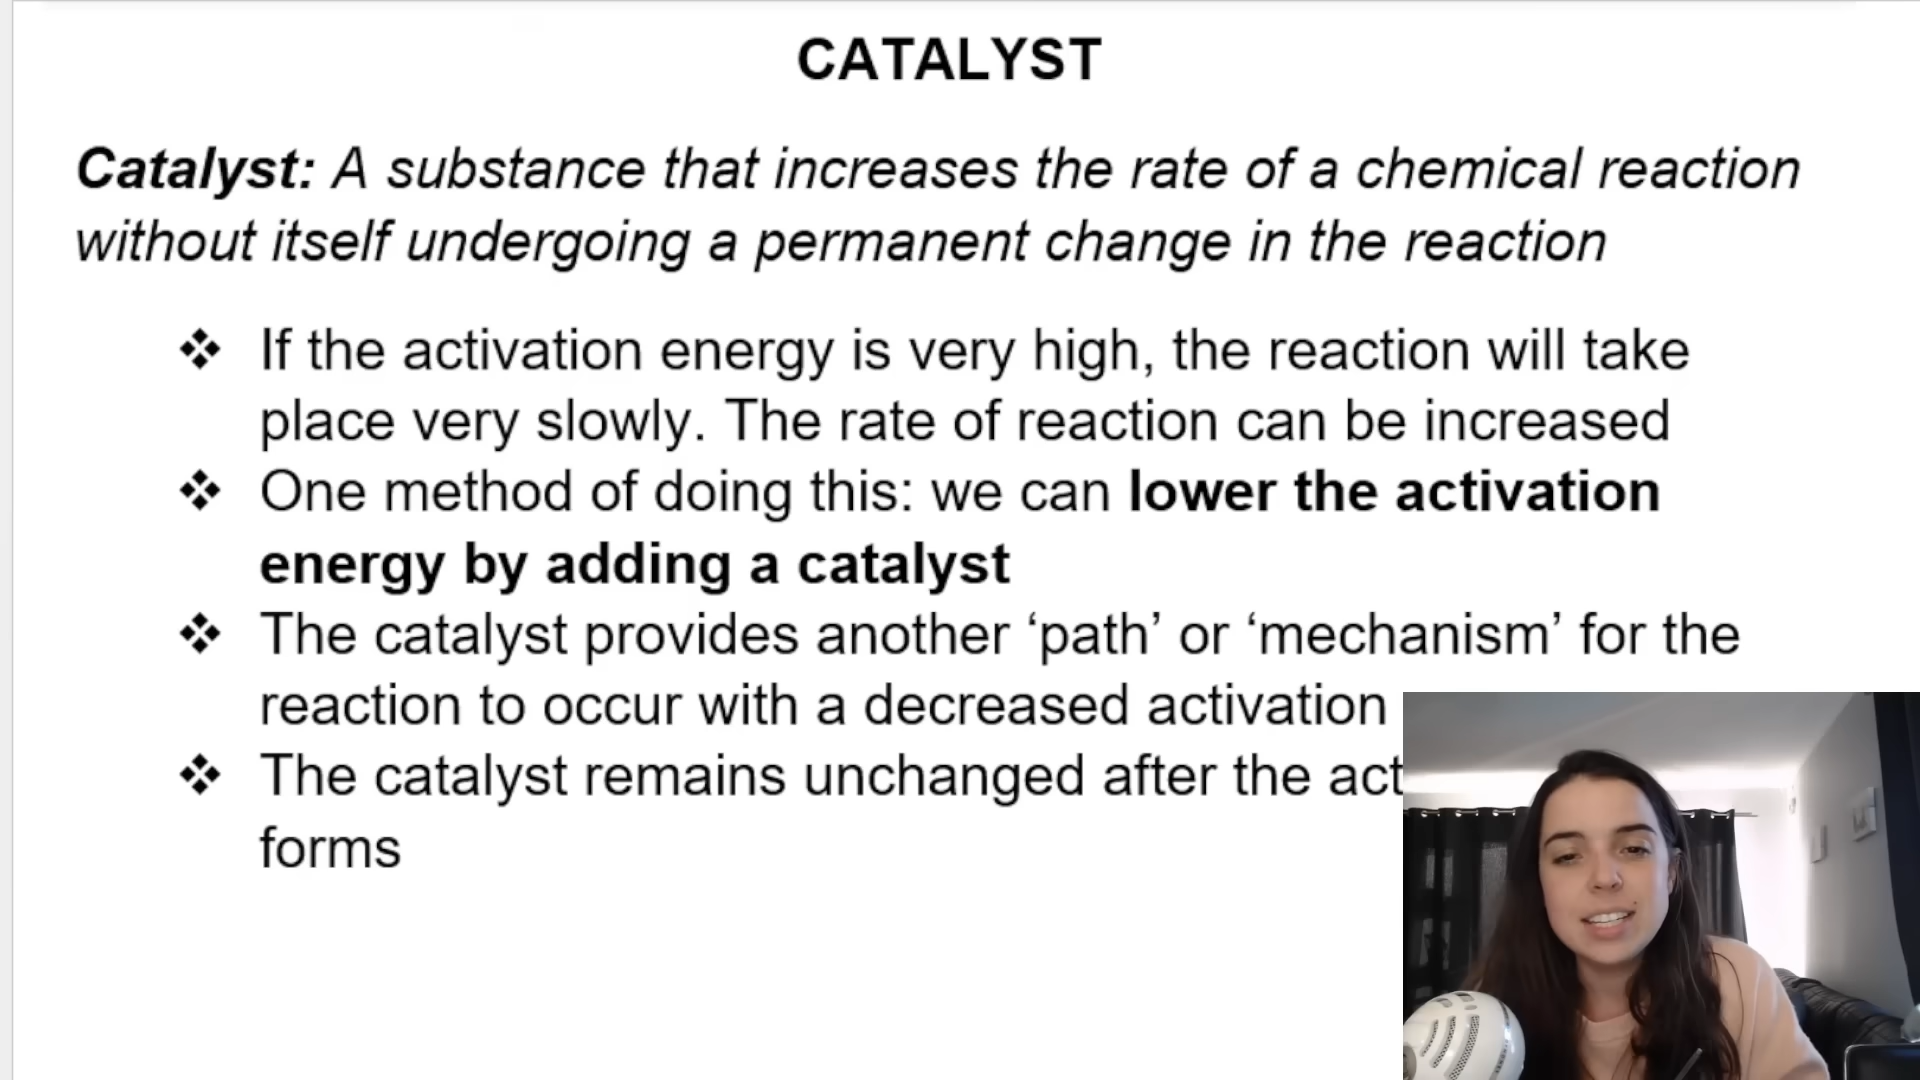 CATALYST
Catalyst: A substance that increases the rate of a chemical reaction
without itself undergoing a permanent change in the reaction
❖ If the activation energy is very high, the reaction will take
place very slowly. The rate of reaction can be increased
❖ One method of doing this: we can lower the activation
energy by adding a catalyst
❖ The catalyst provides another ‘path’ or ‘mechanism’ for the
reaction to occur with a decreased activation
❖ The catalyst remains unchanged after the act
forms